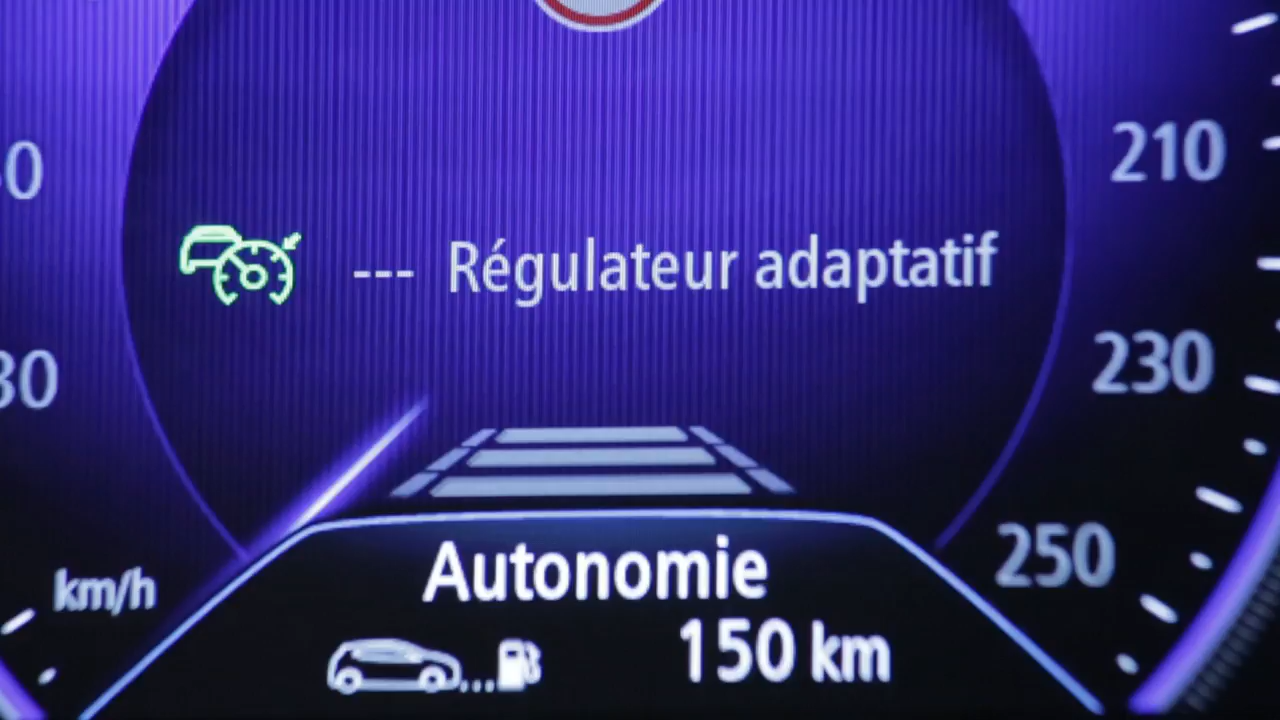 210
--- Régulateur adaptatif
230
250
km/h
Autonomie
150 km